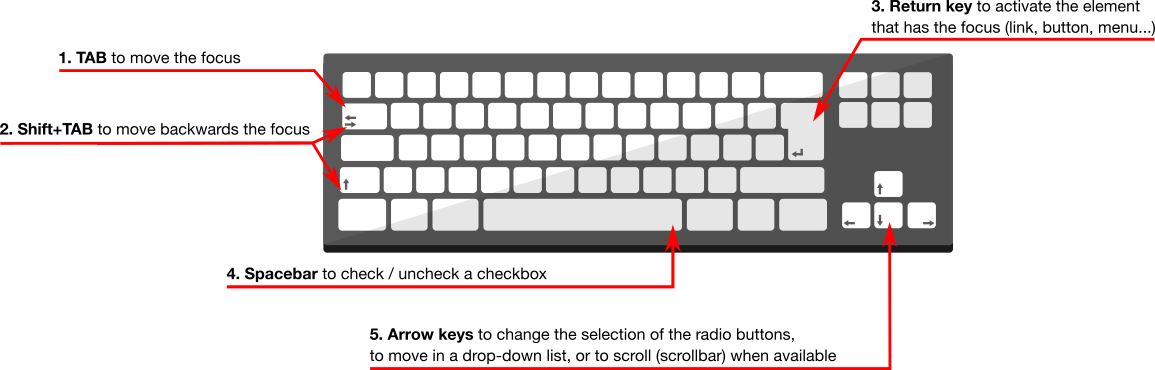 3. Return key to activate the element
that has the focus (link, button, menu...)
1. TAB to move the focus
2. Shift+TAB to move backwards the focus
4. Spacebar to check / uncheck a checkbox
5. Arrow keys to change the selection of the radio buttons,
to move in a drop-down list, or to scroll (scrollbar) when available